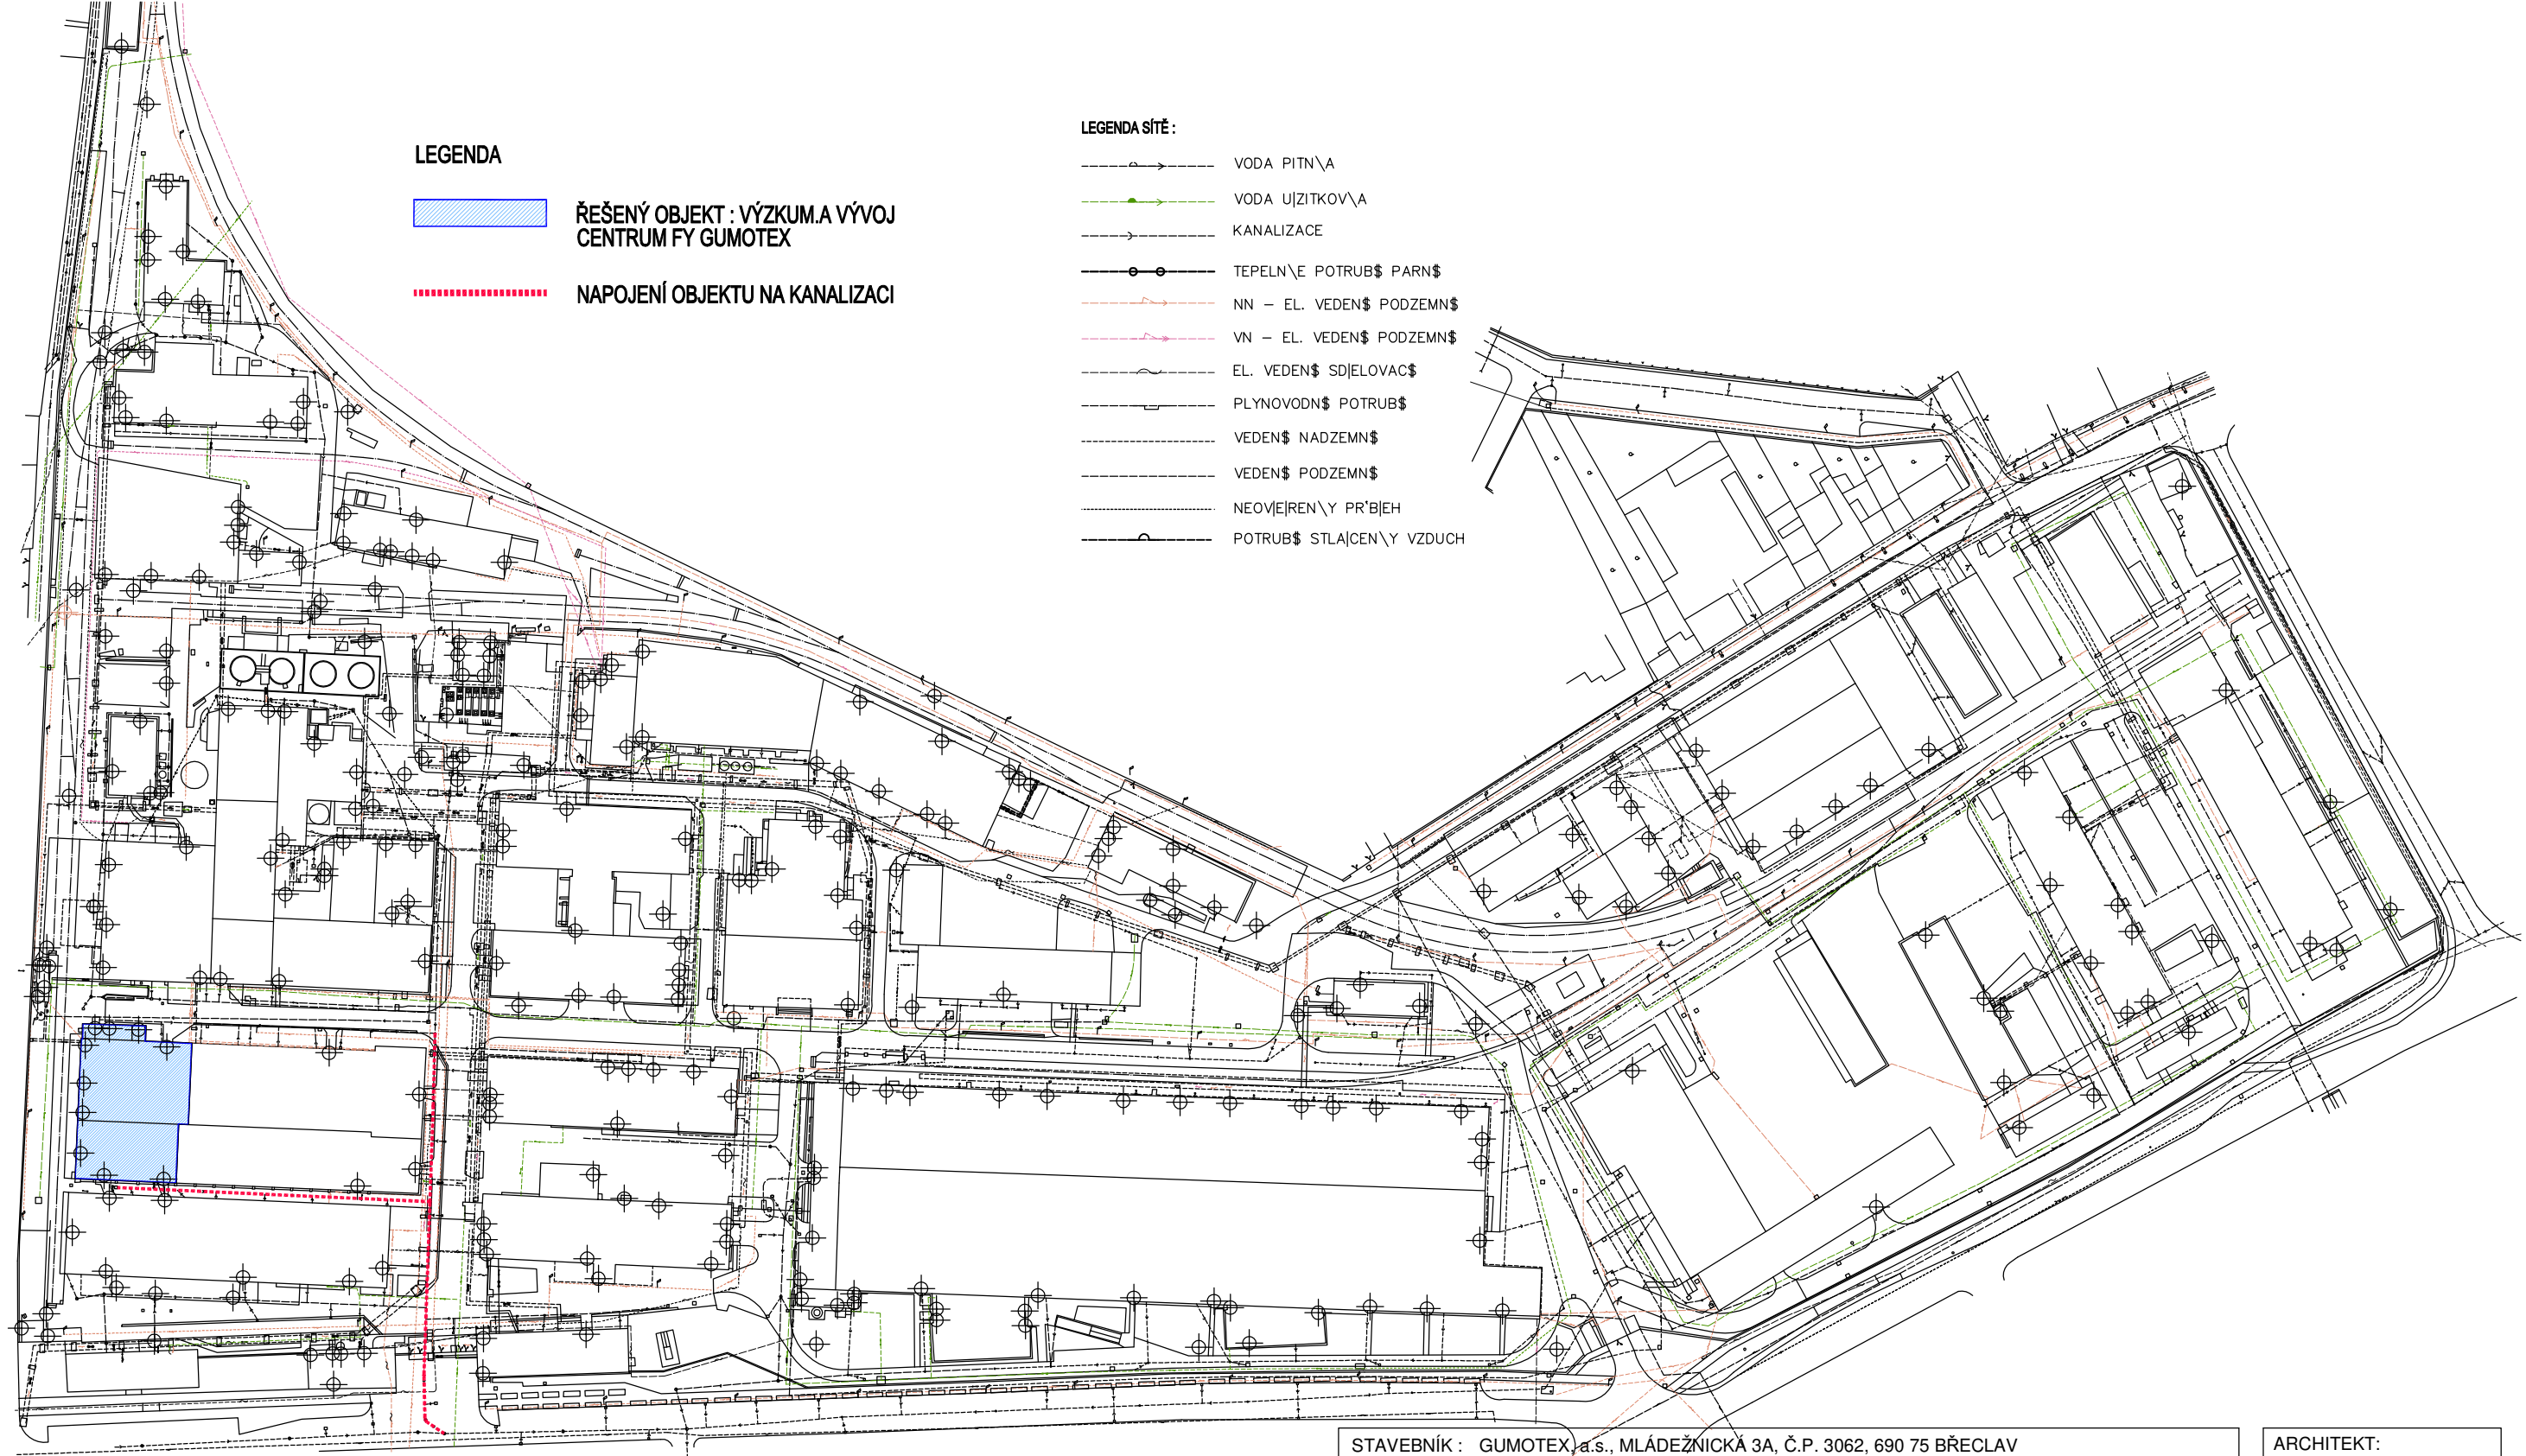 LEGENDA
ŘEŠENÝ OBJEKT : VÝZKUM.A VÝVOJ
CENTRUM FY GUMOTEX
NAPOJENÍ OBJEKTU NA KANALIZACI
LEGENDA SÍTĚ :
VODA PITN\A
VODA U|ZITKOV\A
KANALIZACE
TEPELN\E POTRUB$ PARN$
NN – EL. VEDEN$ PODZEMN$
VN – EL. VEDEN$ PODZEMN$
EL. VEDEN$ SD|ELOVAC$
PLYNOVODN$ POTRUB$
VEDEN$ NADZEMN$
VEDEN$ PODZEMN$
NEOV|E|REN\Y PR'B|EH
POTRUB$ STLA|CEN\Y VZDUCH
STAVEBNÍK : GUMOTEX, a.s., MLÁDEŽNICKÁ 3A, Č.P. 3062, 690 75 BŘECLAV
ARCHITEKT: